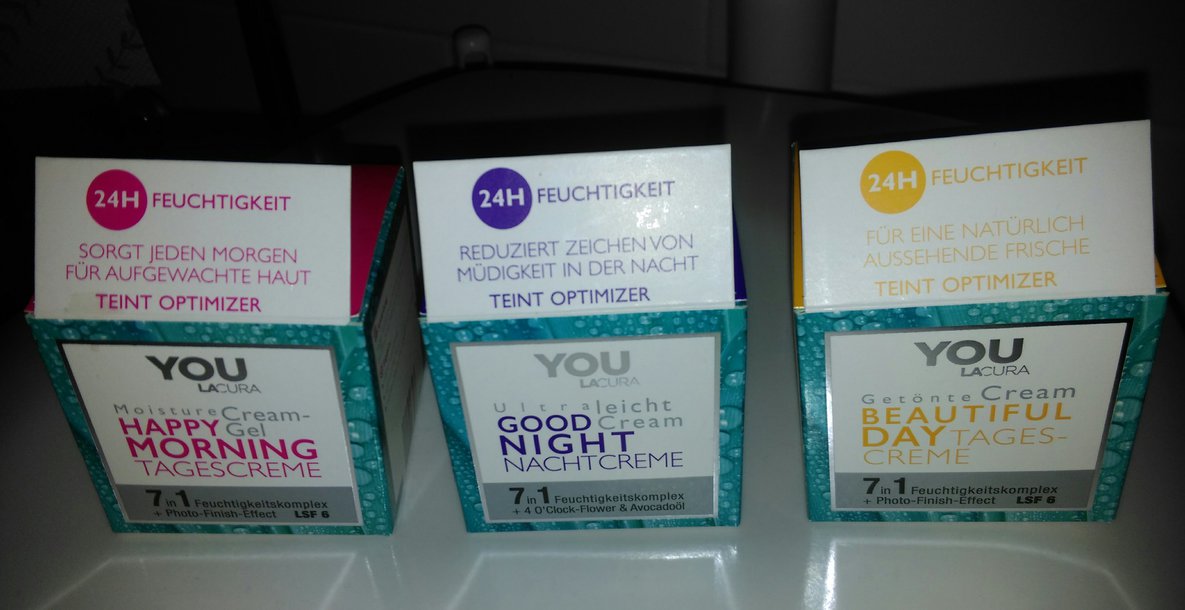 24H FEUCHTIGKEIT
SORGT JEDEN MORGEN
FÜR AUFGEWACHTE HAUT
TEINT OPTIMIZER
YOU
LACURA
Moisture Cream-
HAPPY Gel
MORNING
TAGESCREME
7 in 1 Feuchtigkeitskomplex
+ Photo-Finish-Effect LSF 6
24H FEUCHTIGKEIT
REDUZIERT ZEICHEN VON
MÜDIGKEIT IN DER NACHT
TEINT OPTIMIZER
YOU
LACURA
Ultraleicht
GOOD Cream
NIGHT
NACHTCREME
7 in 1 Feuchtigkeitskomplex
+ 4 O'Clock-Flower & Avocadoöl
24H FEUCHTIGKEIT
FÜR EINE NATÜRLICH
AUSSEHENDE FRISCHE
TEINT OPTIMIZER
YOU
LACURA
Getönte Cream
BEAUTIFUL
DAY TAGES-
CREME
7 in 1 Feuchtigkeitskomplex
+ Photo-Finish-Effect LSF 6